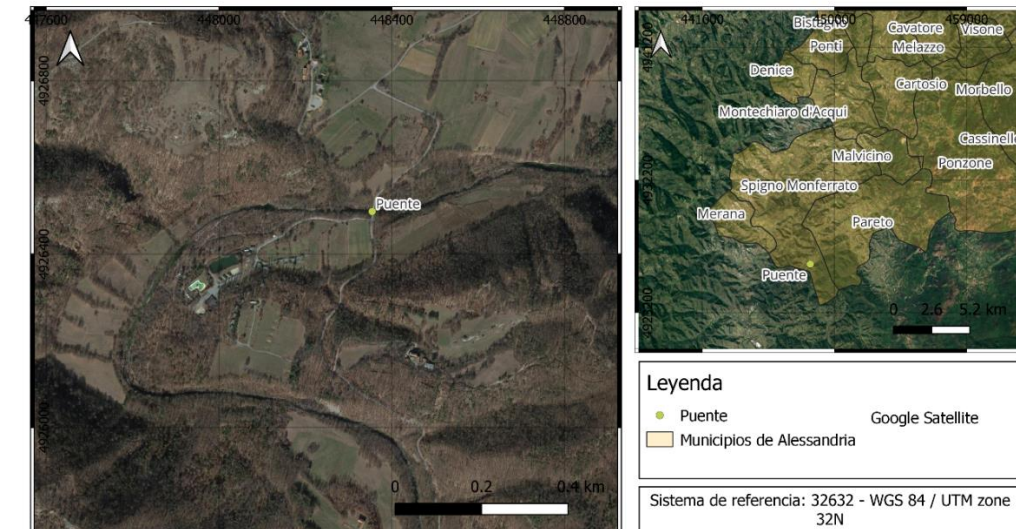 447600 448000 448400 448800
4926800
4926400
4926000
Puente
0 0.2 0.4 km
441000 450000 459000
4941200
4932200
4923200
Bistagno
Cavatore
Visone
Ponti
Melazzo
Denice
Cartosio
Morbello
Montechiaro d'Acqui
Cassinelle
Malvicino
Ponzone
Spigno Monferrato
Merana
Pareto
Puente
0 2.6 5.2 km
Leyenda
Puente
Google Satellite
Municipios de Alessandria
Sistema de referencia: 32632 - WGS 84 / UTM zone
32N